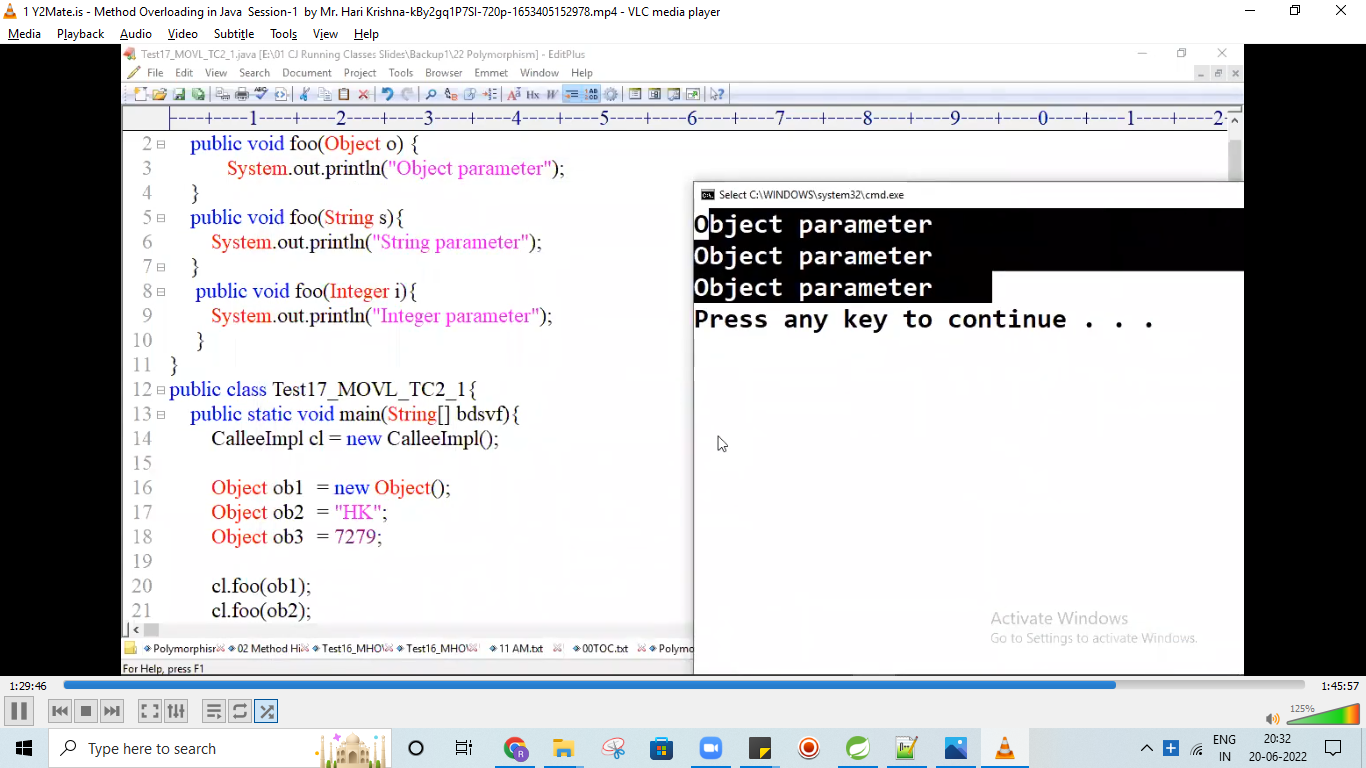 1 Y2Mate.is - Method Overloading in Java Session-1 by Mr. Hari Krishna-kBy2gq1P7SI-720p-1653405152978.mp4 - VLC media player
Media Playback Audio Video Subtitle Tools View Help
Test17_MOVL_TC2_1.java [E:\01 CJ Running Classes Slides\Backup1\22 Polymorphism] - EditPlus
File Edit View Search Document Project Tools Browser Emmet Window Help
----+----1----+----2----+----3----+----4----+----5----+----6----+----7----+----8----+----9----+----0----+----1----+----2-
2 public void foo(Object o) {
3 System.out.println("Object parameter");
4 }
5 public void foo(String s){
6 System.out.println("String parameter");
7 }
8 public void foo(Integer i){
9 System.out.println("Integer parameter");
10 }
11 }
12 public class Test17_MOVL_TC2_1{
13 public static void main(String[] bdsvf){
14 CalleeImpl cl = new CalleeImpl();
15
16 Object ob1 = new Object();
17 Object ob2 = "HK";
18 Object ob3 = 7279;
19
20 cl.foo(ob1);
21 cl.foo(ob2);
Select C:\WINDOWS\system32\cmd.exe
Object parameter
Object parameter
Object parameter
Press any key to continue . . .
Activate Windows
Go to Settings to activate Windows.
Polymorphisr 02 Method Hi Test16_MHO Test16_MHO 11 AM.txt 00TOC.txt Polymo
For Help, press F1
1:29:46 1:45:57
125%
Type here to search
ENG
IN
20:32
20-06-2022